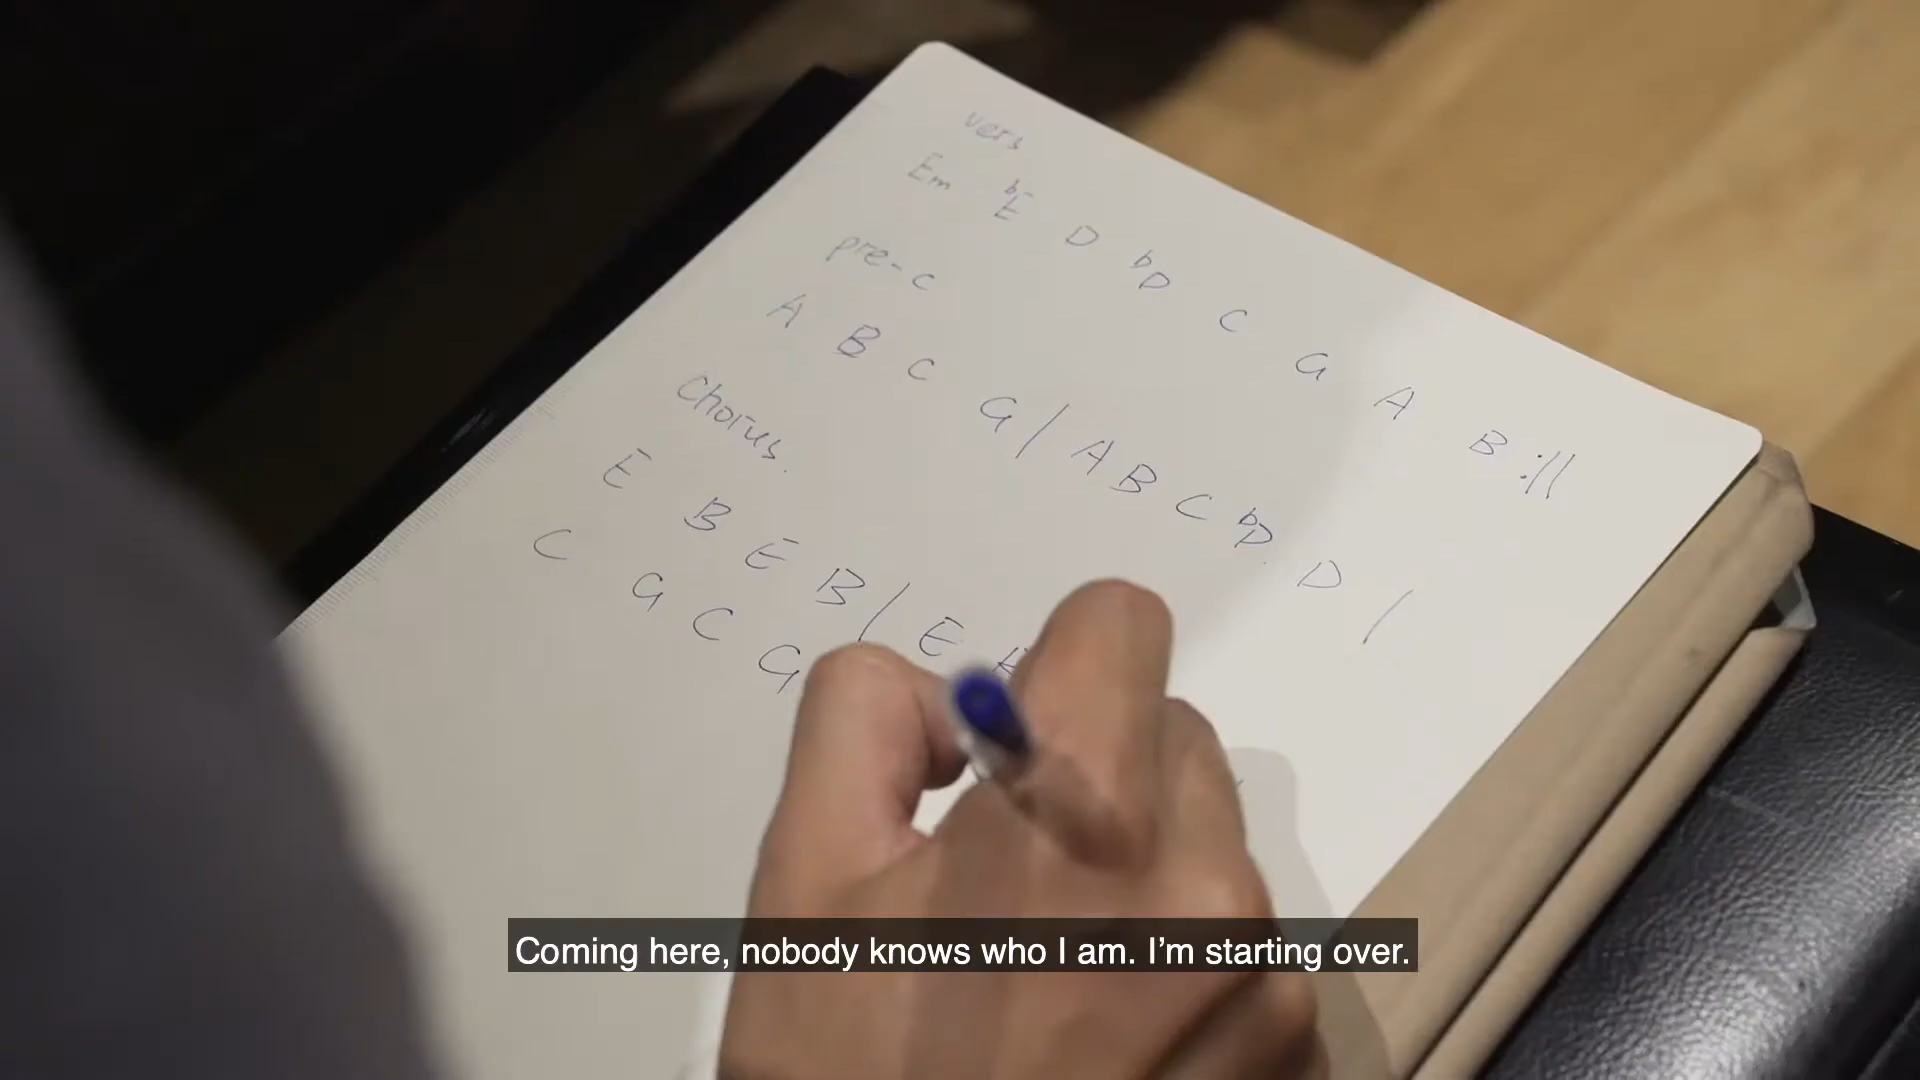 vers
Em bE D bD C G A B :||
pre-c
A B C G / A B C bD D /
Chorus.
E B E B / E
C G C G
Coming here, nobody knows who I am. I'm starting over.